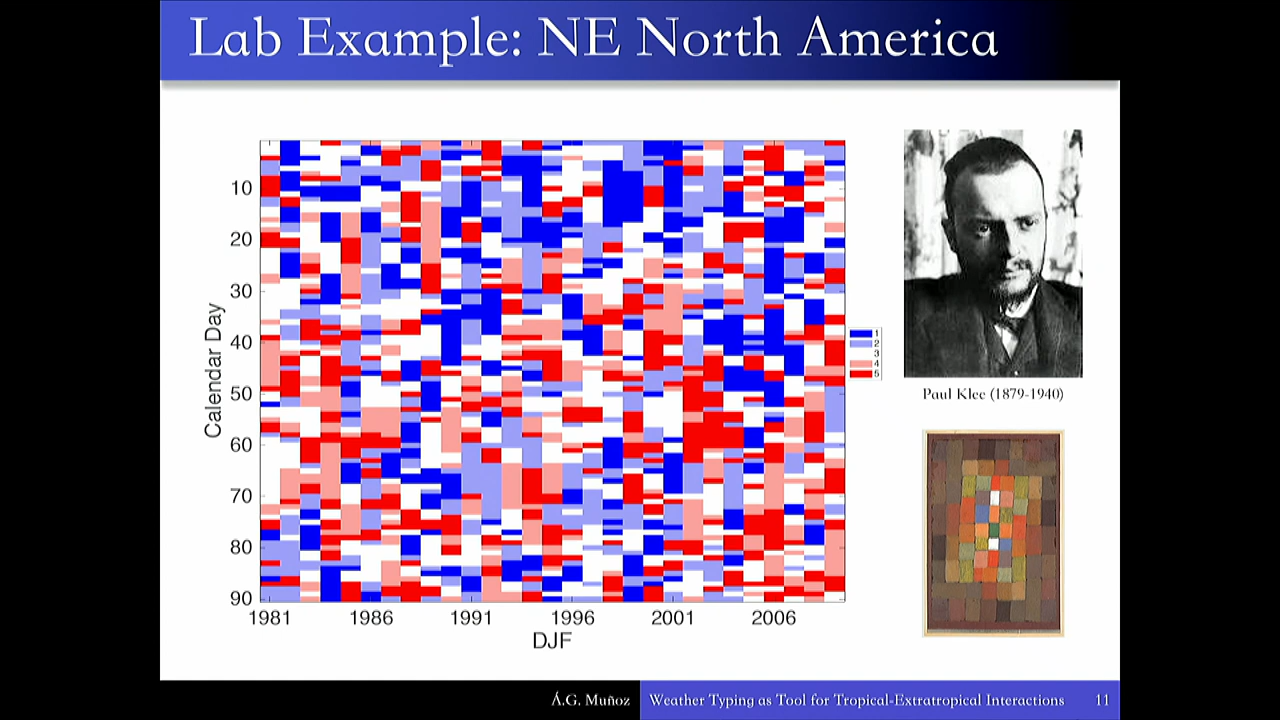 Lab Example: NE North America
10
20
30
40
50
60
70
80
90
Calendar Day
1981 1986 1991 1996 2001 2006
DJF
1
2
3
4
5
Paul Klee (1879-1940)
Á.G. Muñoz Weather Typing as Tool for Tropical-Extratropical Interactions 11